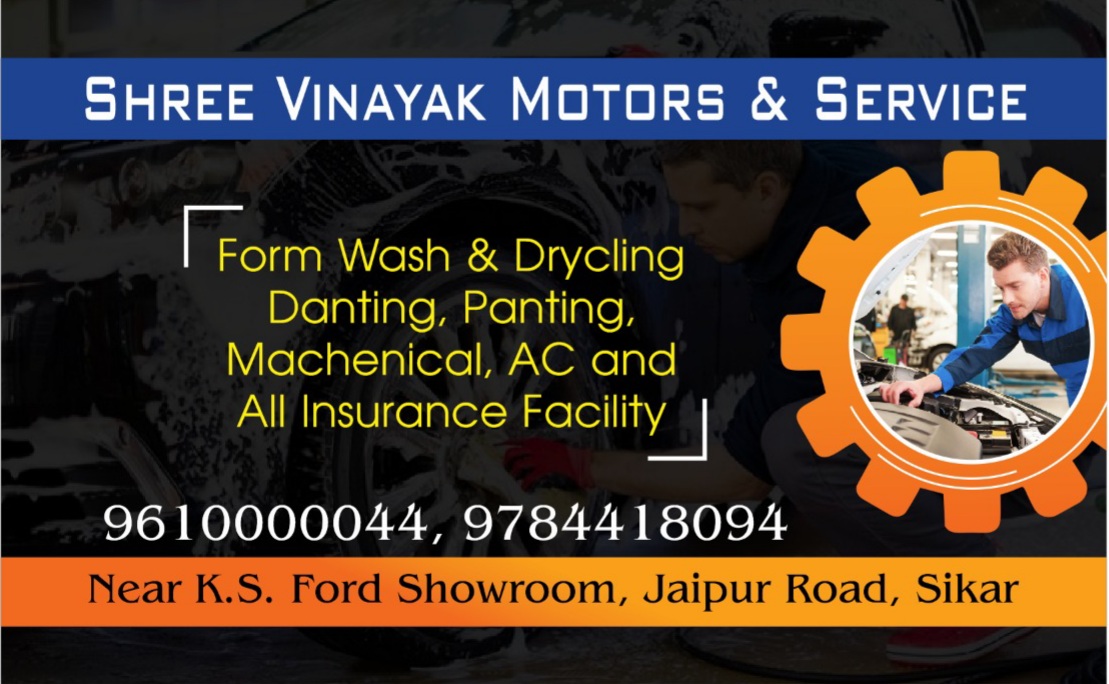 SHREE VINAYAK MOTORS & SERVICE
Form Wash & Drycling
Danting, Panting,
Machenical, AC and
All Insurance Facility
9610000044, 9784418094
Near K.S. Ford Showroom, Jaipur Road, Sikar